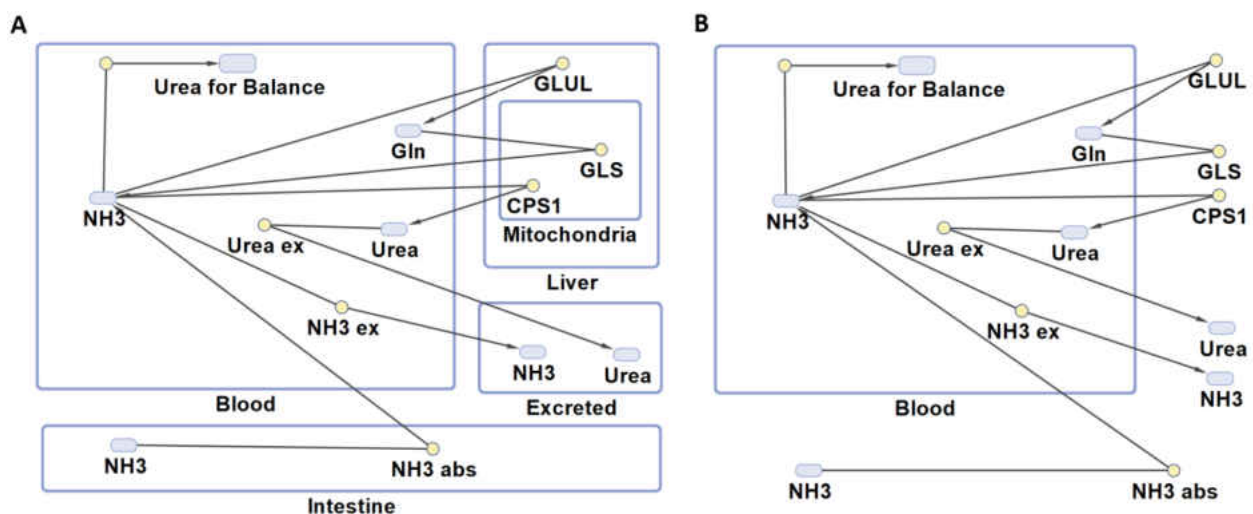 A
Urea for Balance
GLUL
Gln
GLS
NH3
CPS1
Urea ex
Urea
Mitochondria
Liver
NH3 ex
NH3
Urea
Blood
Excreted
NH3
NH3 abs
Intestine
B
Urea for Balance
GLUL
Gln
GLS
NH3
CPS1
Urea ex
Urea
NH3 ex
Urea
NH3
Blood
NH3
NH3 abs